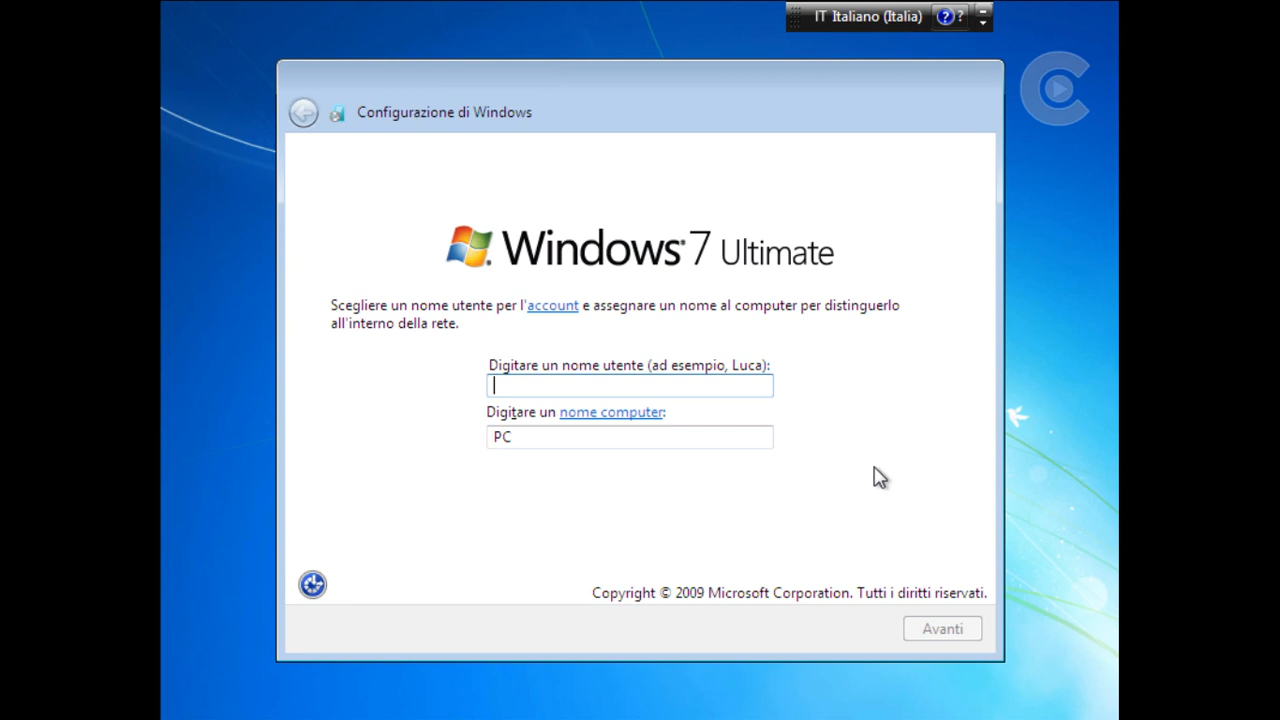 IT Italiano (Italia) ?
Configurazione di Windows
Windows 7 Ultimate
Scegliere un nome utente per l'account e assegnare un nome al computer per distinguerlo
all'interno della rete.
Digitare un nome utente (ad esempio, Luca):
Digitare un nome computer:
PC
Copyright © 2009 Microsoft Corporation. Tutti i diritti riservati.
Avanti